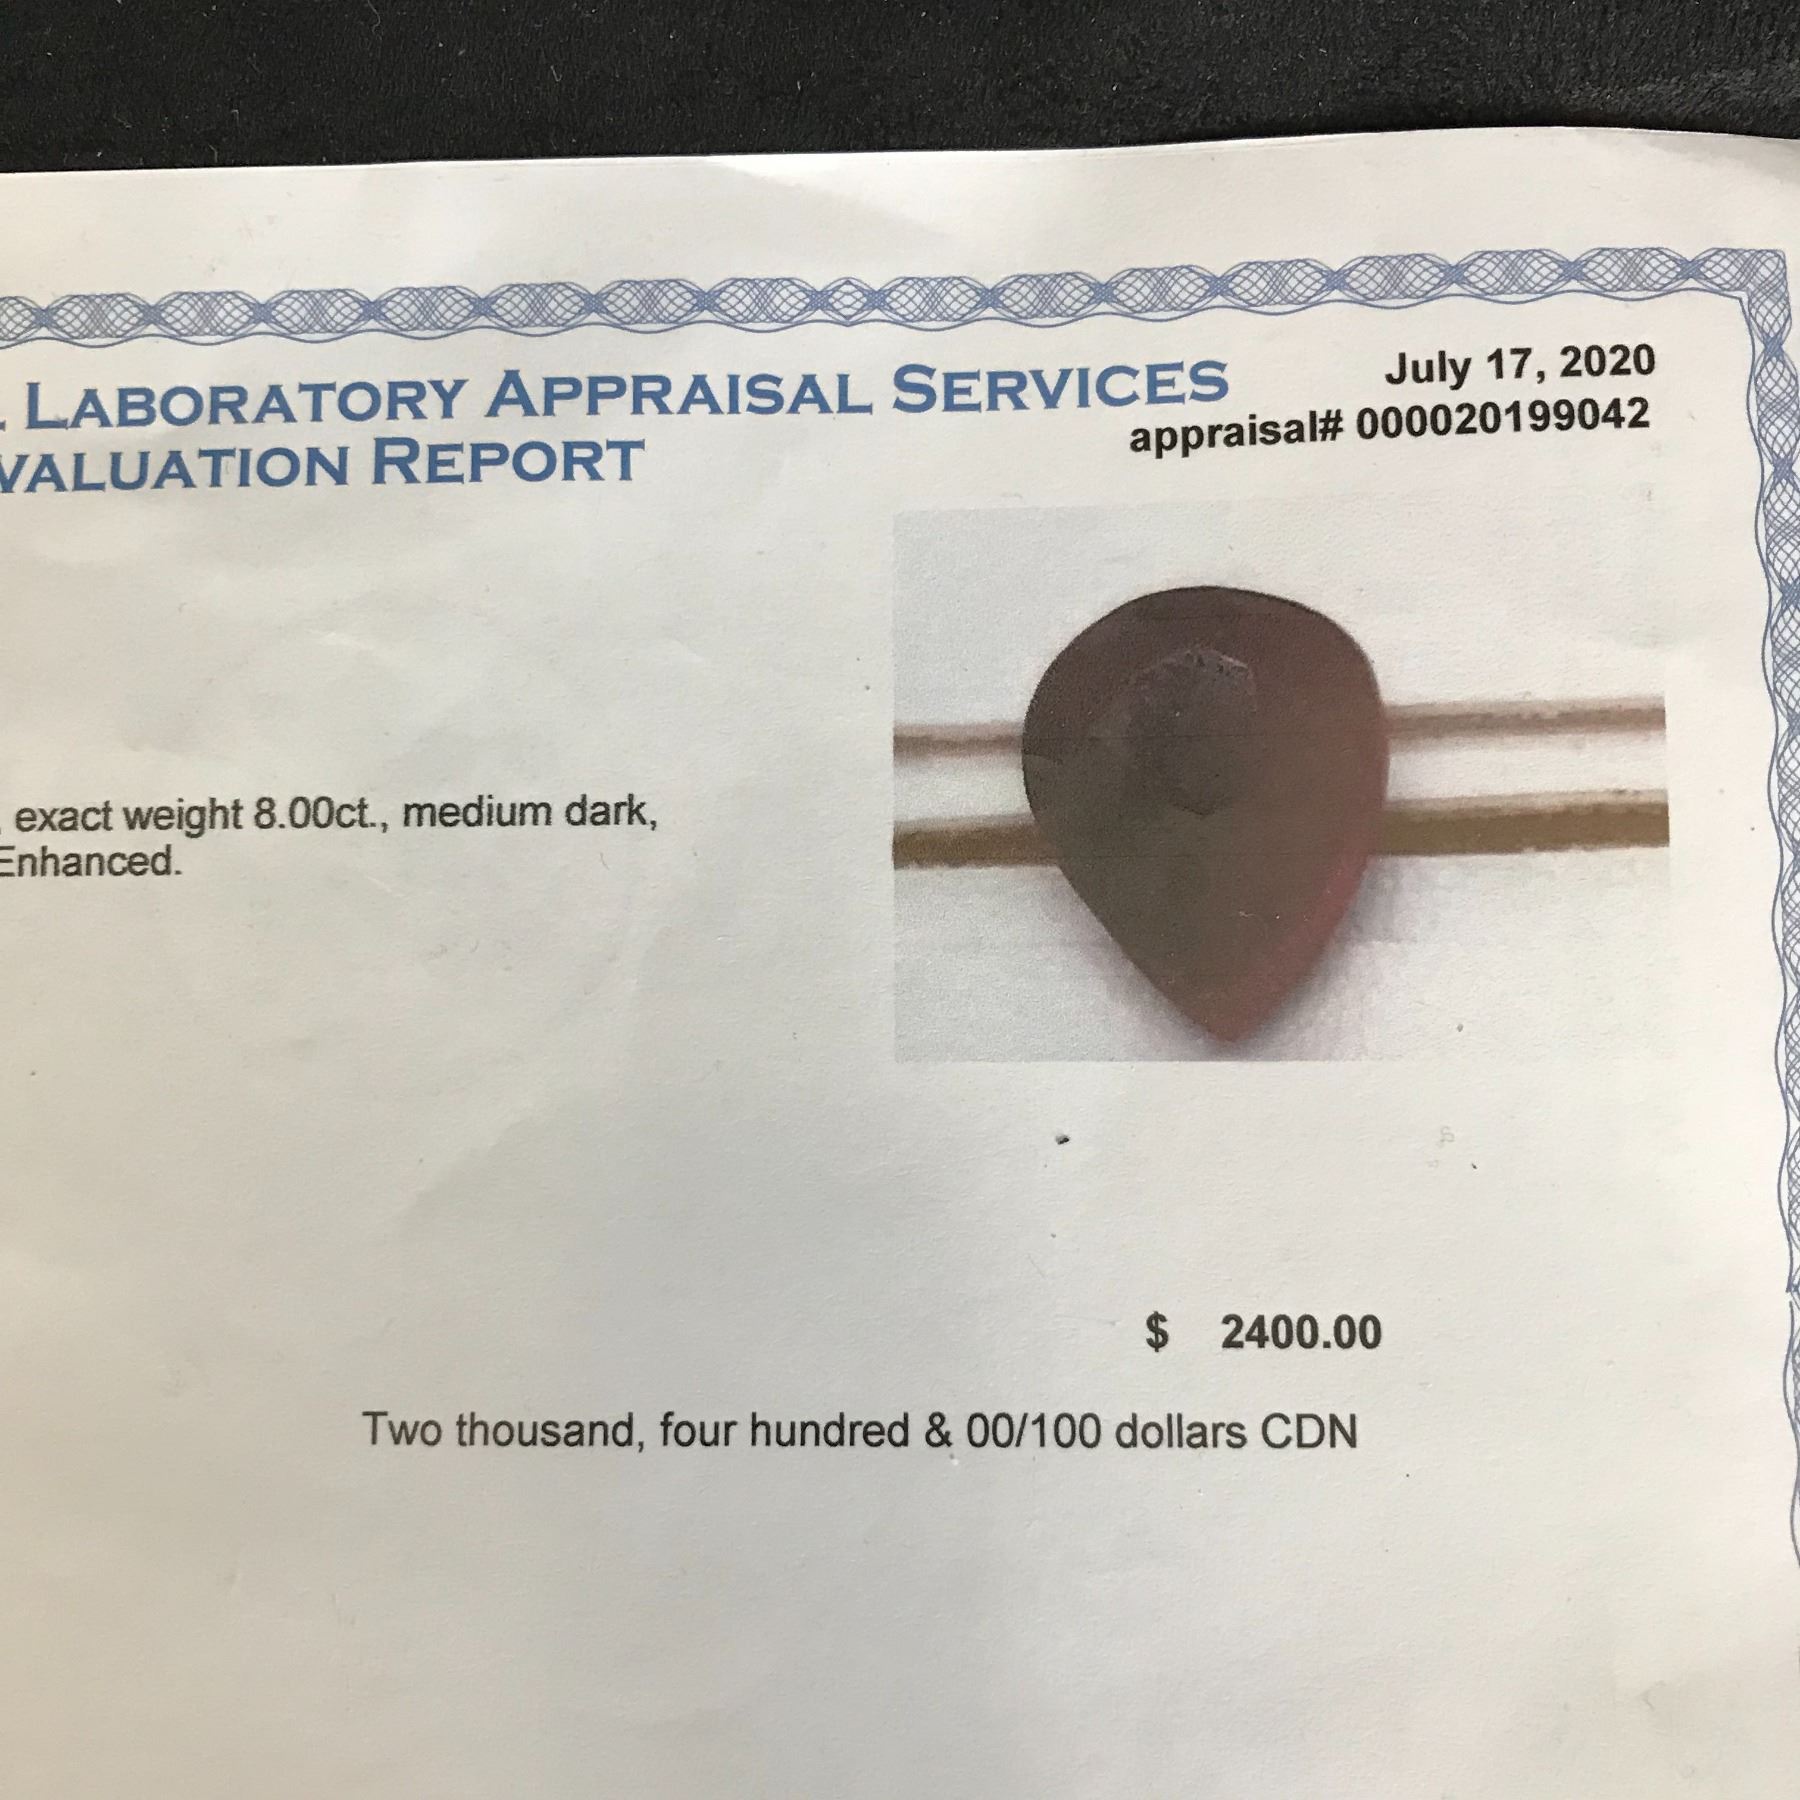 LABORATORY APPRAISAL SERVICES
VALUATION REPORT
July 17, 2020
appraisal# 000020199042
exact weight 8.00ct., medium dark,
Enhanced.
$ 2400.00
Two thousand, four hundred & 00/100 dollars CDN